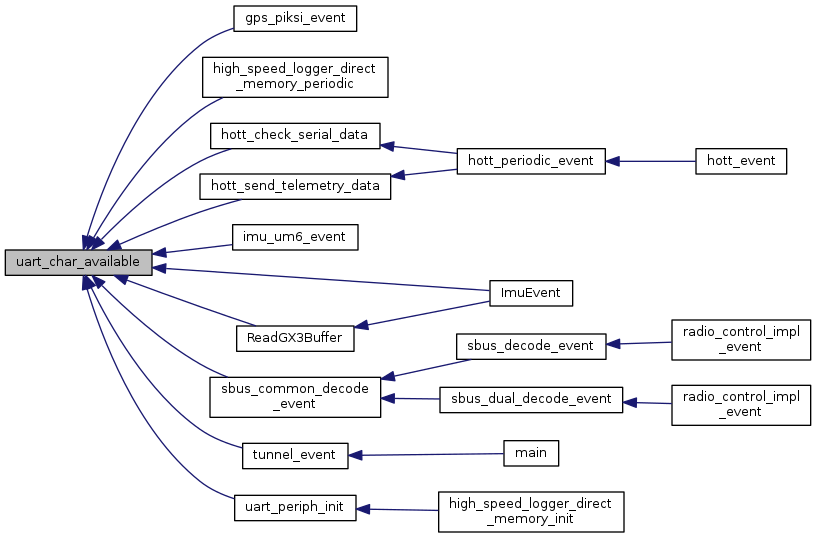 gps_piksi_event
high_speed_logger_direct
_memory_periodic
hott_check_serial_data
hott_periodic_event
hott_event
hott_send_telemetry_data
imu_um6_event
uart_char_available
ImuEvent
ReadGX3Buffer
sbus_decode_event
radio_control_impl
_event
sbus_common_decode
_event
sbus_dual_decode_event
radio_control_impl
_event
tunnel_event
main
uart_periph_init
high_speed_logger_direct
_memory_init